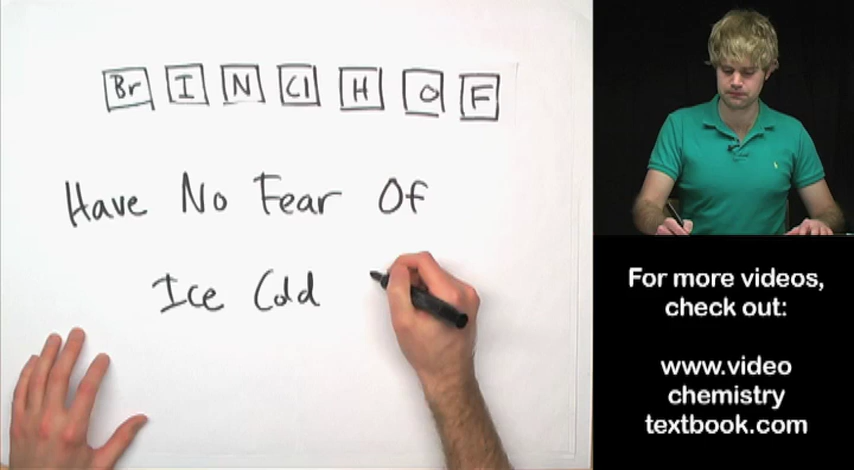 Br I N Cl H O F
Have No Fear Of
Ice Cold
For more videos,
check out:
www.video
chemistry
textbook.com